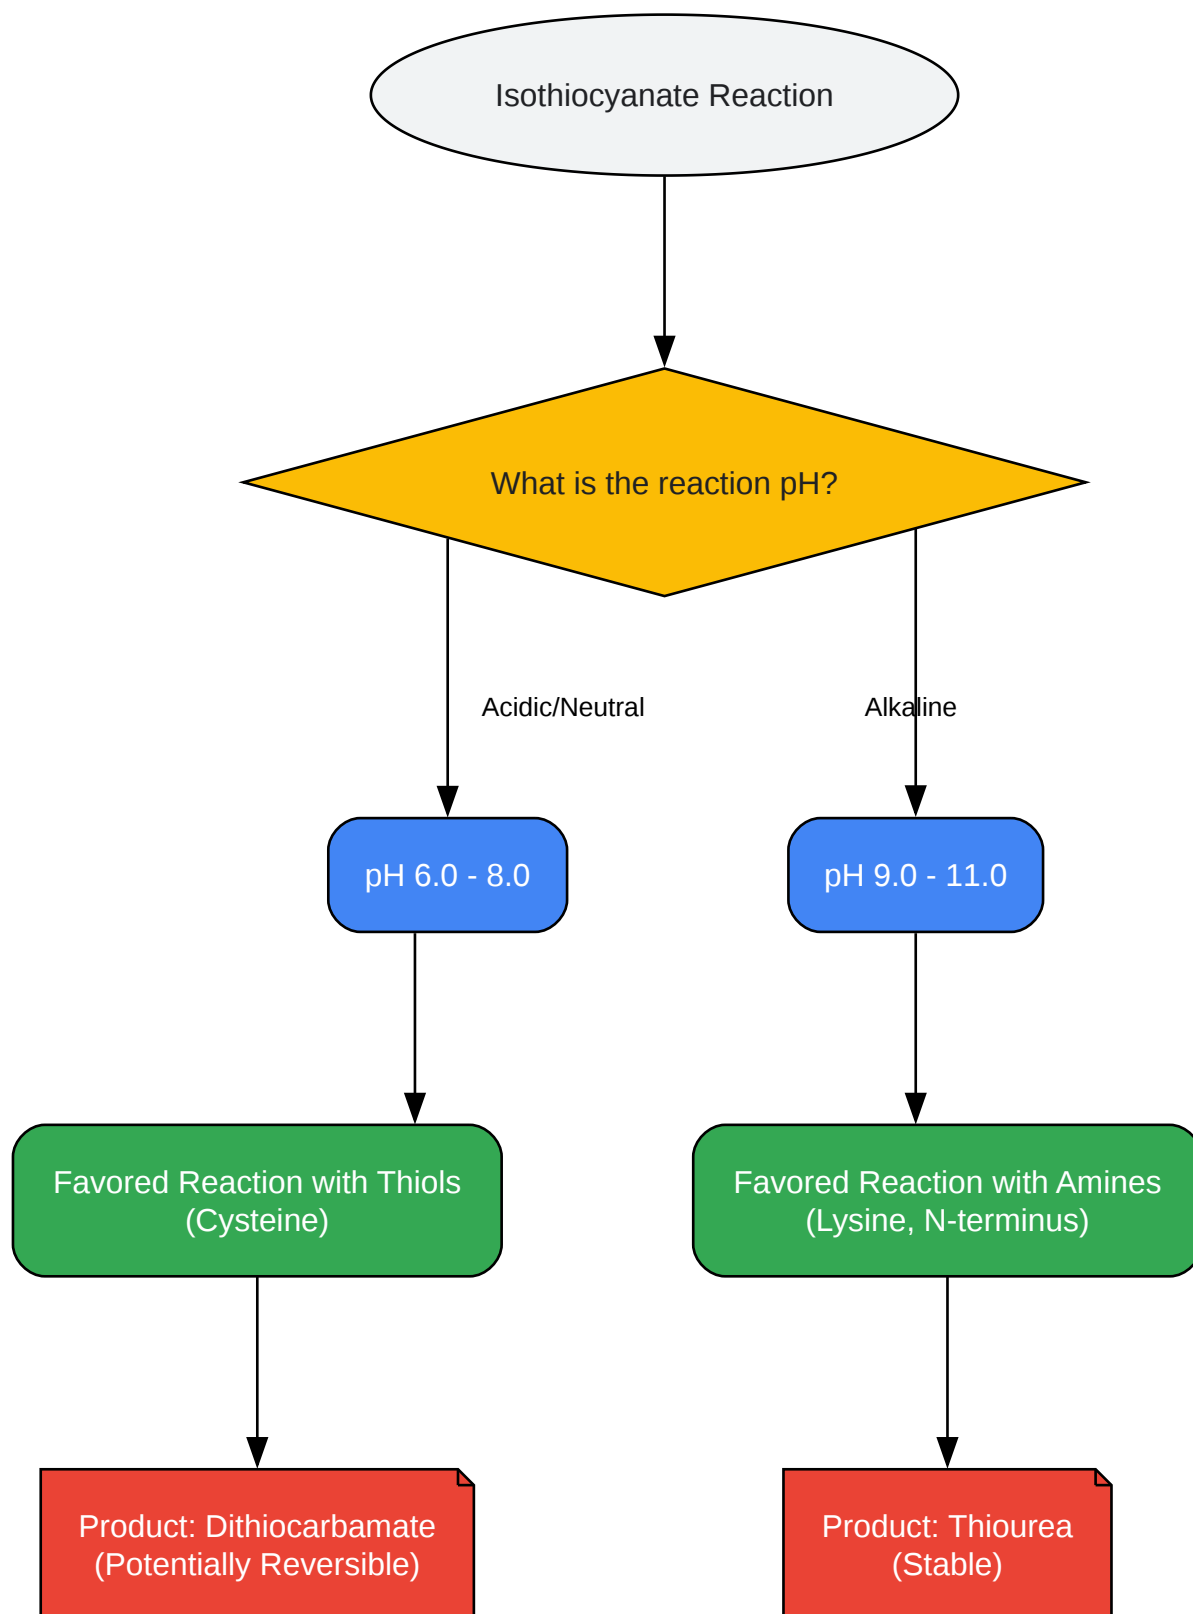 Isothiocyanate Reaction
What is the reaction pH?
Acidic/Neutral
Alkaline
pH 6.0 - 8.0
pH 9.0 - 11.0
Favored Reaction with Thiols
(Cysteine)
Favored Reaction with Amines
(Lysine, N-terminus)
Product: Dithiocarbamate
(Potentially Reversible)
Product: Thiourea
(Stable)